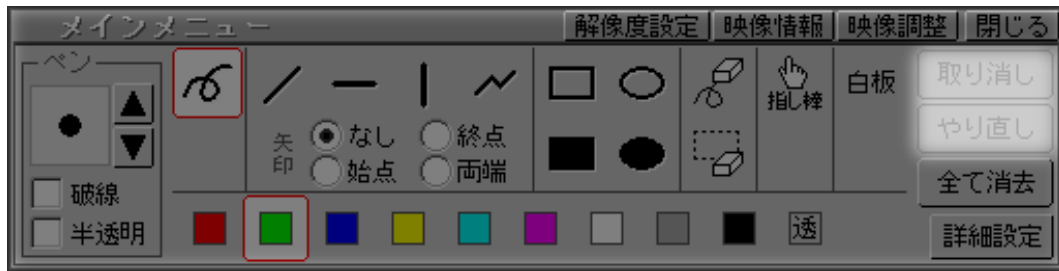 メインメニュー 解像度設定 映像情報 映像調整 閉じる
ペン
指し棒
白板
取り消し
やり直し
矢印
なし 終点
始点 両端
全て消去
破線
半透明
透
詳細設定